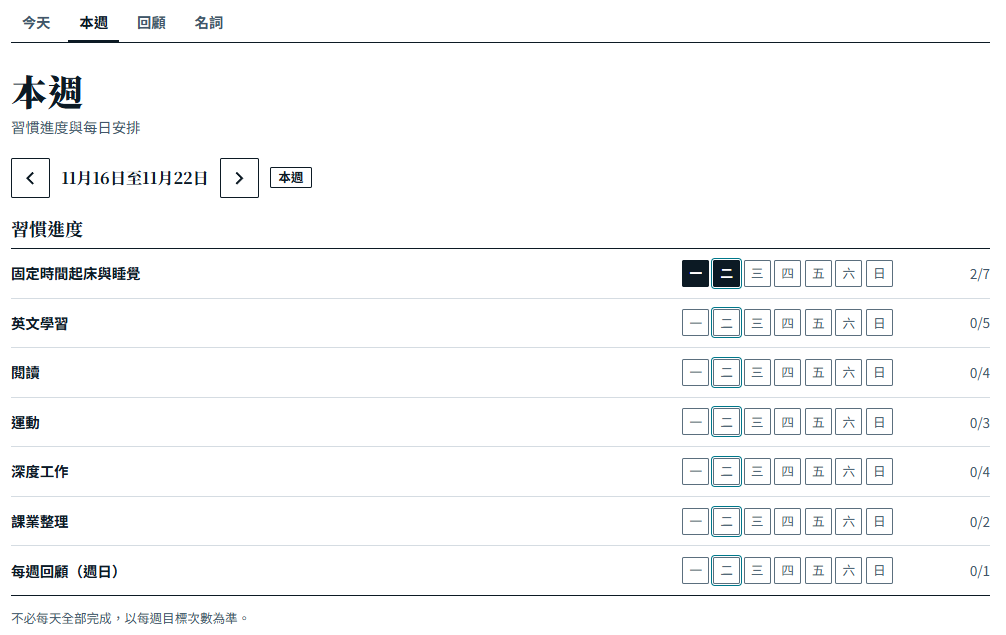 今天 本週 回顧 名詞
本週
習慣進度與每日安排
11月16日至11月22日 本週
習慣進度
固定時間起床與睡覺 一 二 三 四 五 六 日 2/7
英文學習 一 二 三 四 五 六 日 0/5
閱讀 一 二 三 四 五 六 日 0/4
運動 一 二 三 四 五 六 日 0/3
深度工作 一 二 三 四 五 六 日 0/4
課業整理 一 二 三 四 五 六 日 0/2
每週回顧（週日） 一 二 三 四 五 六 日 0/1
不必每天全部完成，以每週目標次數為準。